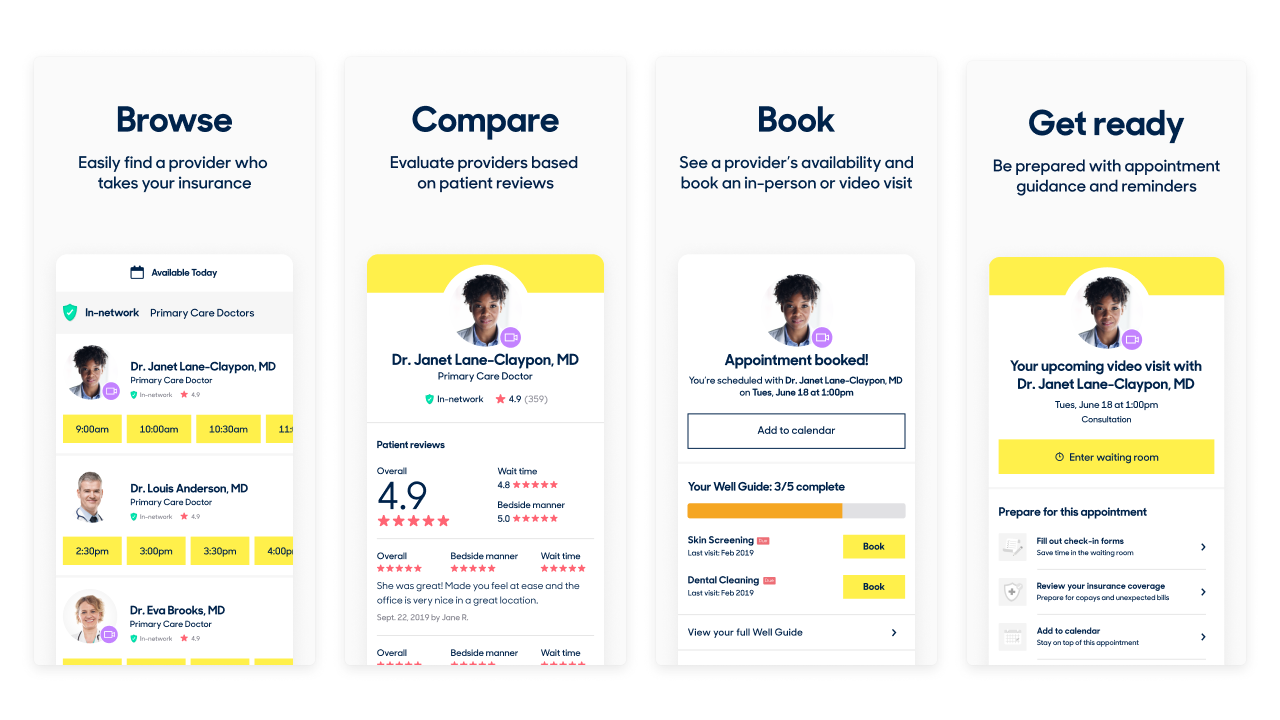 Browse
Easily find a provider who
takes your insurance
Available Today
In-network Primary Care Doctors
Dr. Janet Lane-Claypon, MD
Primary Care Doctor
In-network 4.9
9:00am 10:00am 10:30am
Dr. Louis Anderson, MD
Primary Care Doctor
In-network 4.9
2:30pm 3:00pm 3:30pm
Dr. Eva Brooks, MD
Primary Care Doctor
In-network 4.9
Compare
Evaluate providers based
on patient reviews
Dr. Janet Lane-Claypon, MD
Primary Care Doctor
In-network 4.9 (359)
Patient reviews
Overall
4.9
Wait time
4.8
Bedside manner
5.0
Overall Bedside manner Wait time
She was great! Made you feel at ease and the
office is very nice in a great location.
Sept. 22, 2019 by Jane R.
Overall Bedside manner Wait time
Book
See a provider's availability and
book an in-person or video visit
Appointment booked!
You're scheduled with Dr. Janet Lane-Claypon, MD
on Tues, June 18 at 1:00pm
Add to calendar
Your Well Guide: 3/5 complete
Skin Screening Due
Last visit: Feb 2019
Book
Dental Cleaning Due
Last visit: Feb 2019
Book
View your full Well Guide
Get ready
Be prepared with appointment
guidance and reminders
Your upcoming video visit with
Dr. Janet Lane-Claypon, MD
Tues, June 18 at 1:00pm
Consultation
Enter waiting room
Prepare for this appointment
Fill out check-in forms
Save time in the waiting room
Review your insurance coverage
Prepare for copays and unexpected bills
Add to calendar
Stay on top of this appointment